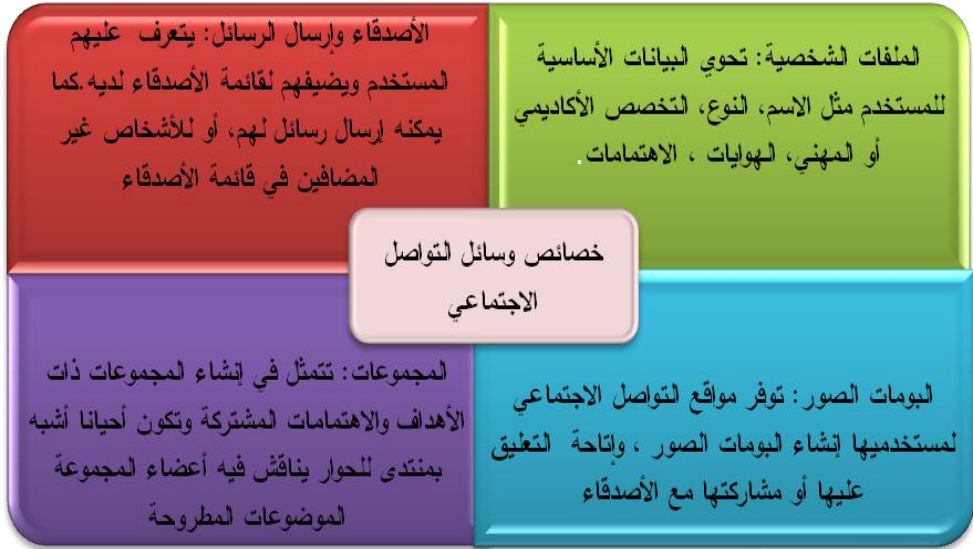 الملفات الشخصية: تحوي البيانات الأساسية
للمستخدم مثل الاسم، النوع، التخصص الأكاديمي
أو المهني، الهوايات ، الاهتمامات.
الأصدقاء وإرسال الرسائل: يتعرف عليهم
المستخدم ويضيفهم لقائمة الأصدقاء لديه.كما
يمكنه إرسال رسائل لهم، أو للأشخاص غير
المضافين في قائمة الأصدقاء
خصائص وسائل التواصل
الاجتماعي
البومات الصور: توفر مواقع التواصل الاجتماعي
لمستخدميها إنشاء البومات الصور ، وإتاحة التعليق
عليها أو مشاركتها مع الأصدقاء
المجموعات: تتمثل في إنشاء المجموعات ذات
الأهداف والاهتمامات المشتركة وتكون أحيانا أشبه
بمنتدى للحوار يناقش فيه أعضاء المجموعة
الموضوعات المطروحة